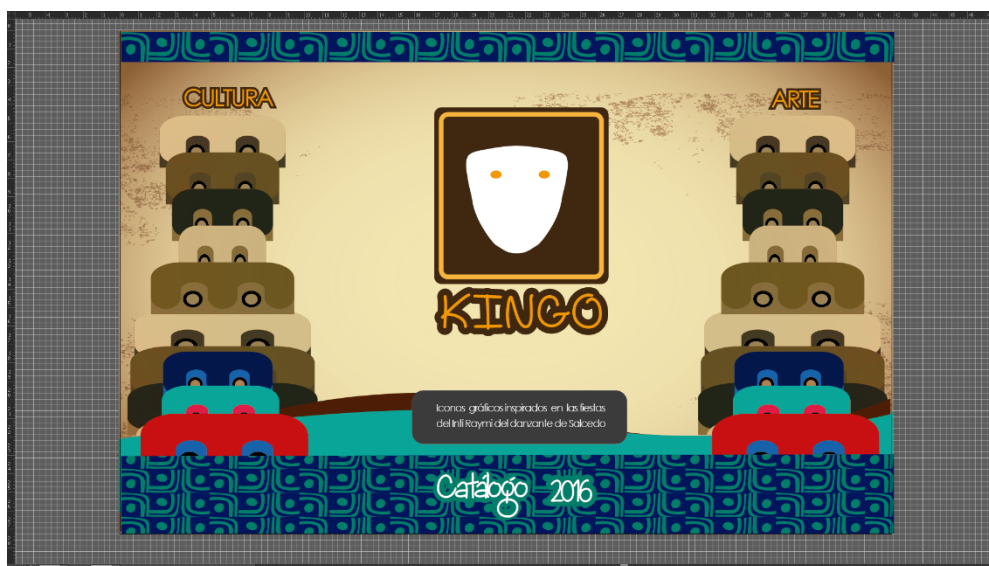 CULTURA
ARTE
KINGO
Iconos gráficos inspirados en las fiestas
del Inti Raymi del danzante de Salcedo
Catálogo 2016